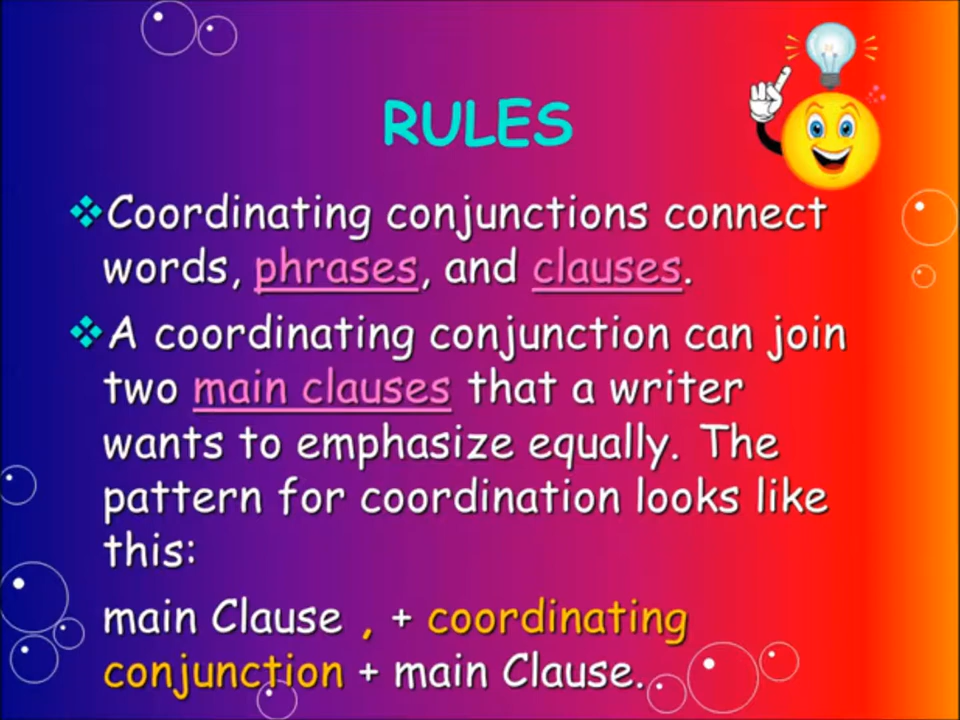 RULES
❖Coordinating conjunctions connect
words, phrases, and clauses.
❖A coordinating conjunction can join
two main clauses that a writer
wants to emphasize equally. The
pattern for coordination looks like
this:
main Clause , + coordinating
conjunction + main Clause.